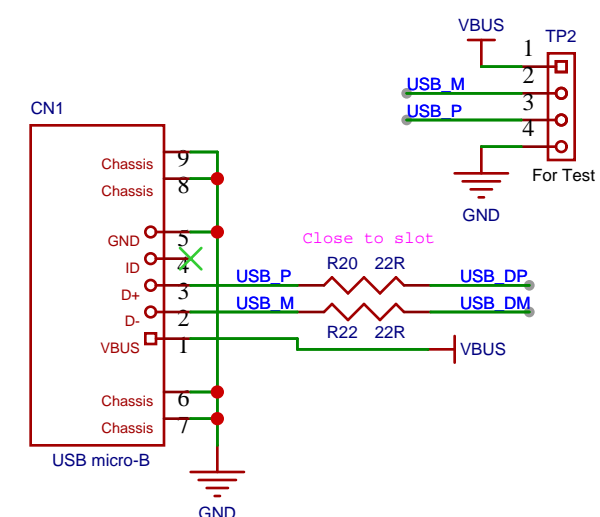 VBUS
TP2
1
USB_M
2
USB_P
3
4
For Test
GND
CN1
Chassis
9
Chassis
8
GND
5
ID
4
D+
3
D-
2
VBUS
1
Chassis
6
Chassis
7
USB micro-B
GND
Close to slot
R20 22R
USB_P
USB_DP
USB_M
USB_DM
R22 22R
VBUS